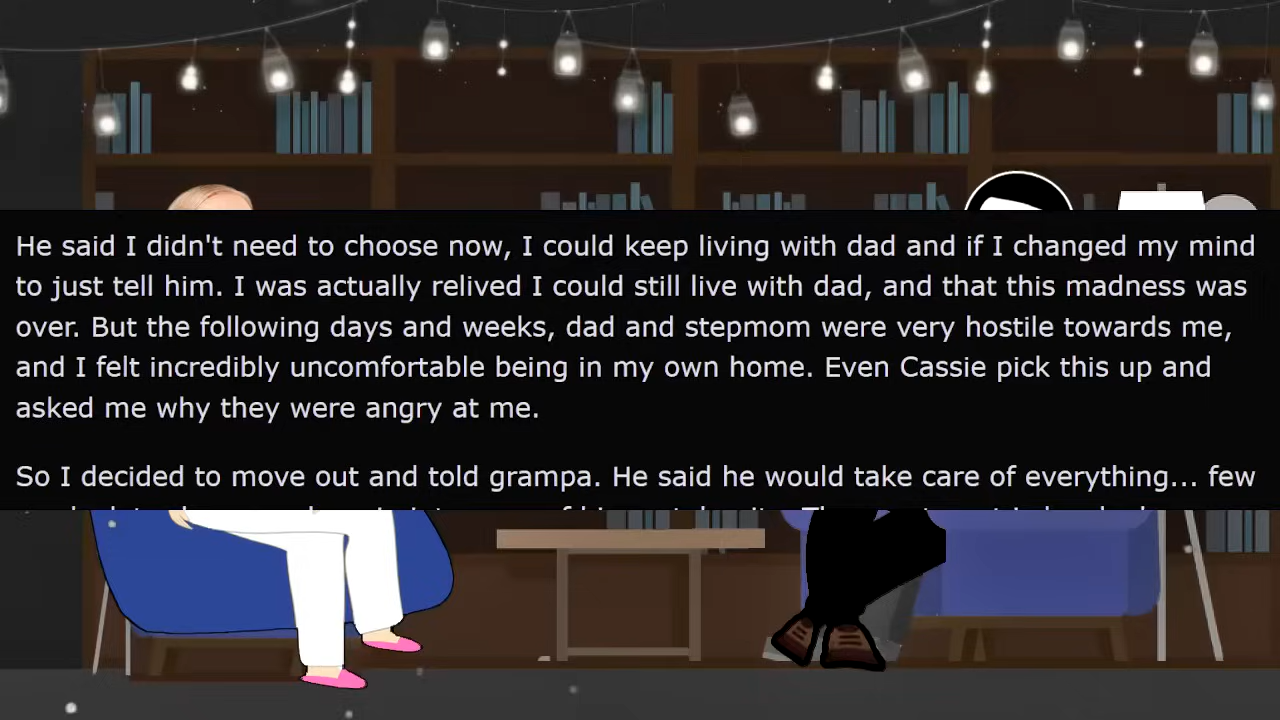 He said I didn't need to choose now, I could keep living with dad and if I changed my mind
to just tell him. I was actually relived I could still live with dad, and that this madness was
over. But the following days and weeks, dad and stepmom were very hostile towards me,
and I felt incredibly uncomfortable being in my own home. Even Cassie pick this up and
asked me why they were angry at me.
So I decided to move out and told grampa. He said he would take care of everything... few